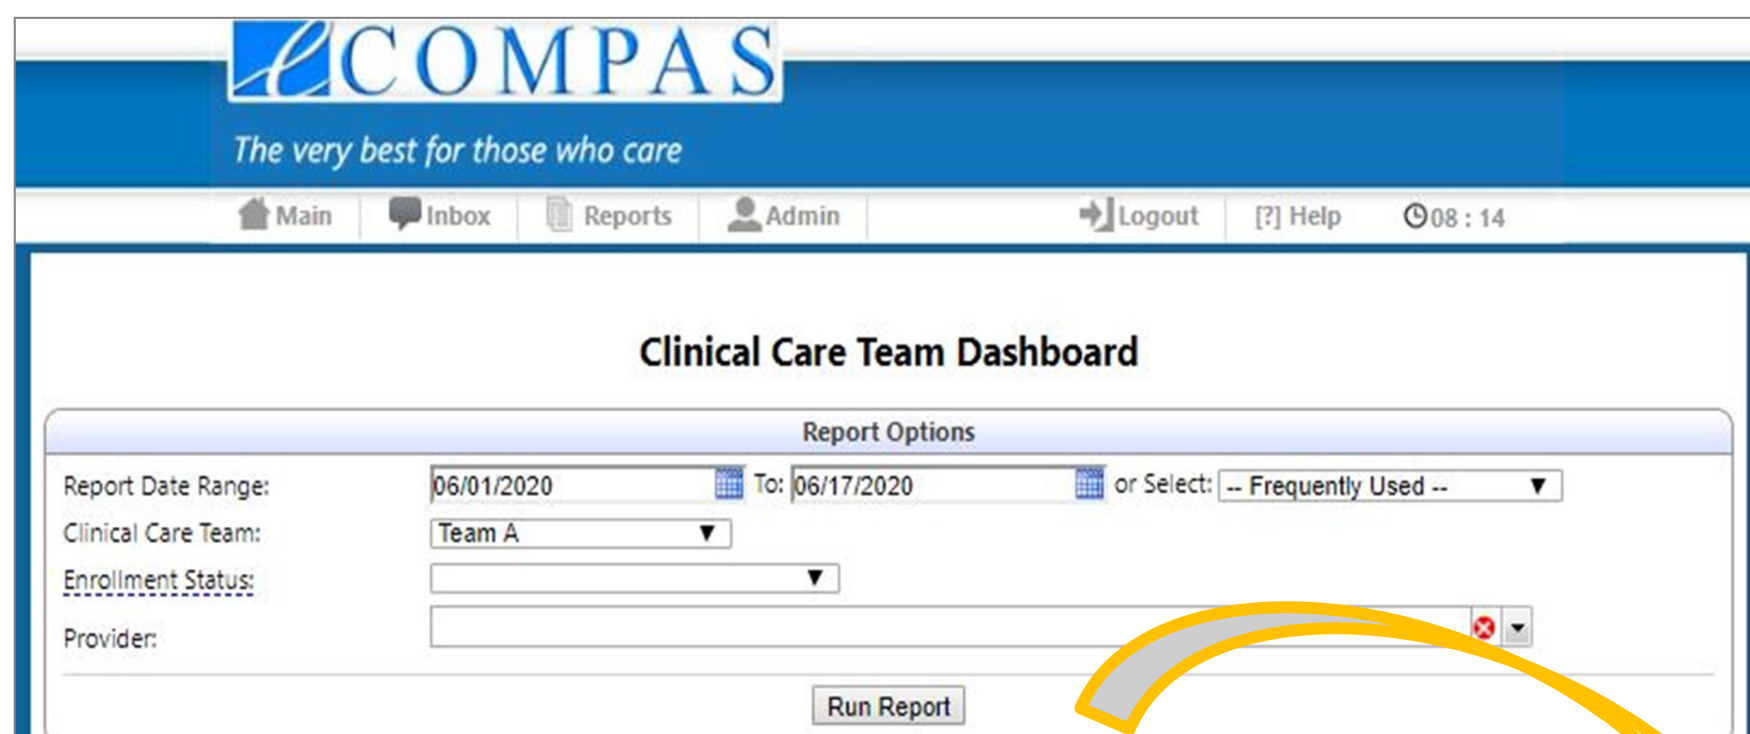 eCOMPAS
The very best for those who care
Main Inbox Reports Admin Logout [?] Help 08 : 14
Clinical Care Team Dashboard
Report Options
Report Date Range: 06/01/2020 To: 06/17/2020 or Select: -- Frequently Used --
Clinical Care Team: Team A
Enrollment Status:
Provider:
Run Report